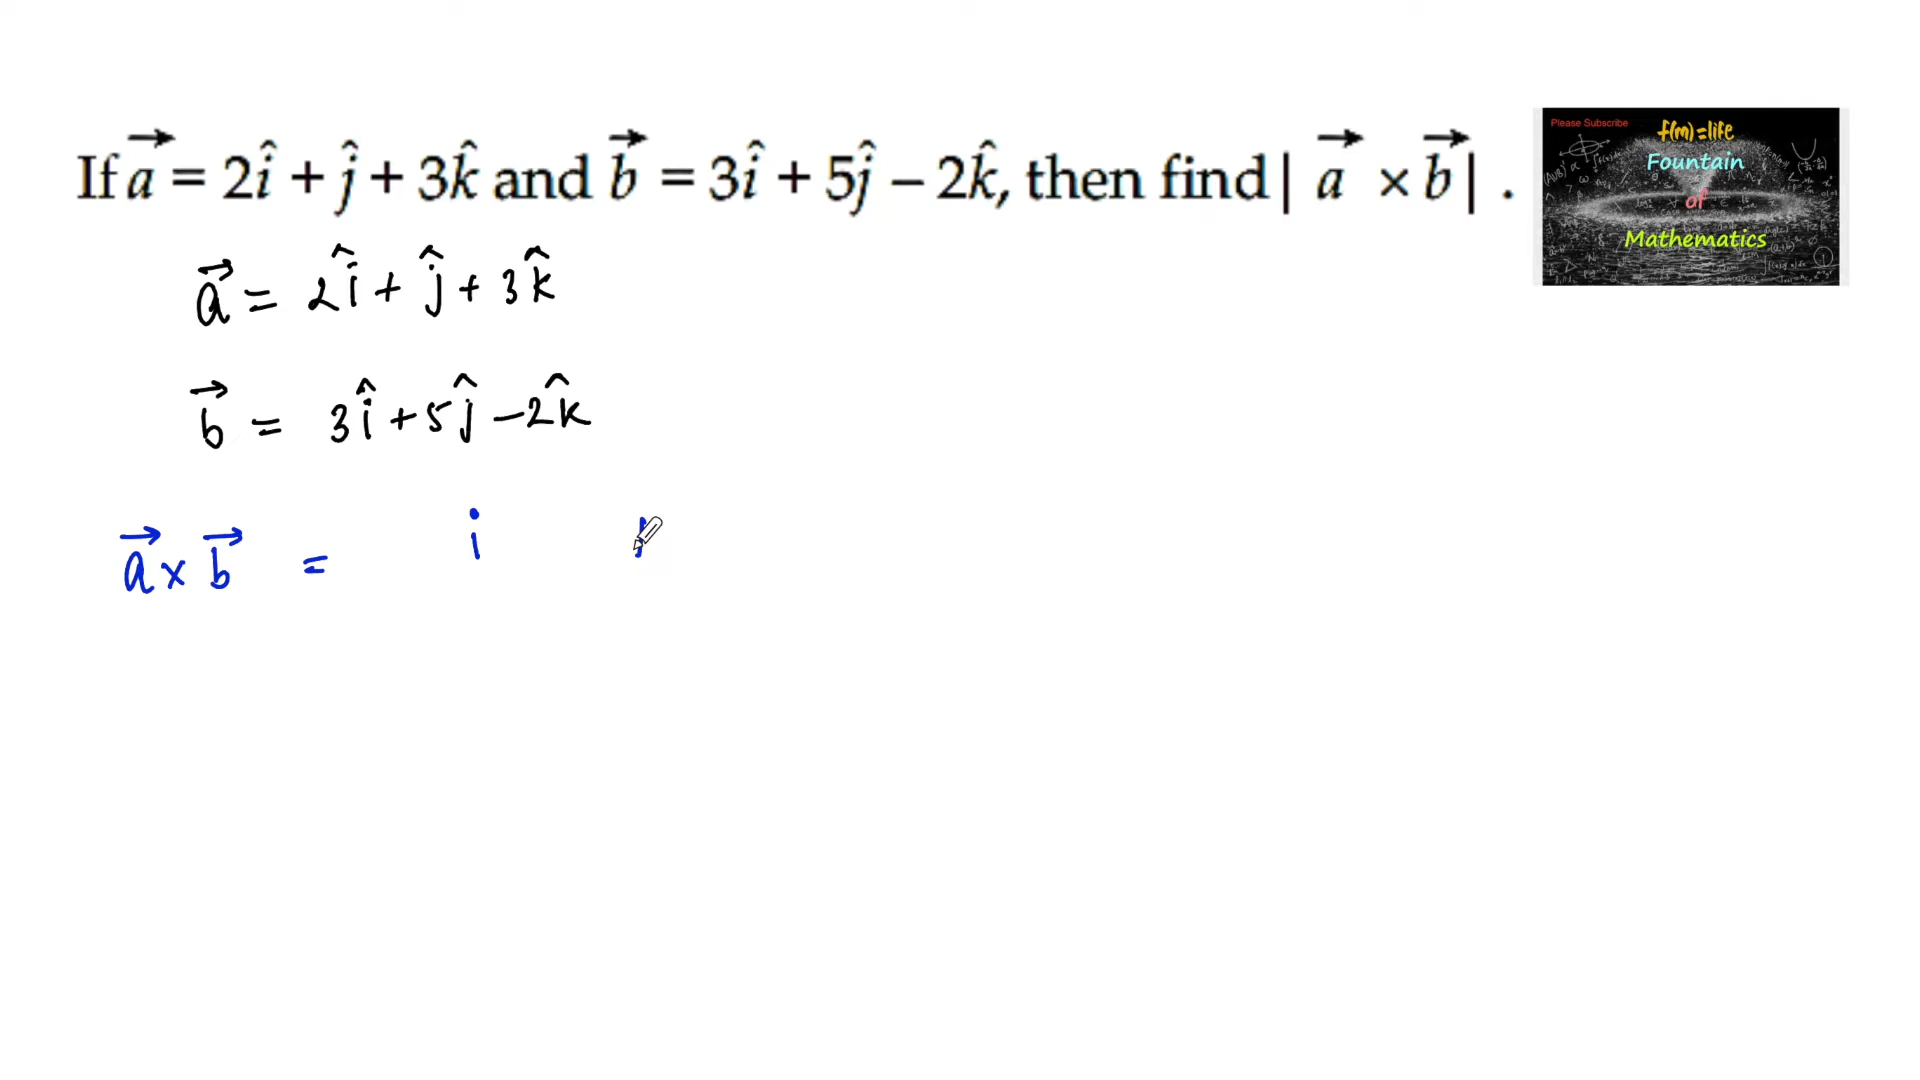 If a⃗ = 2î + ĵ + 3k̂ and b⃗ = 3î + 5ĵ – 2k̂, then find | a⃗ × b⃗ | .
Please Subscribe
f(m)=life
Fountain
of
Mathematics
a⃗ = 2î + ĵ + 3k̂
b⃗ = 3î + 5ĵ – 2k̂
a⃗ × b⃗ = i